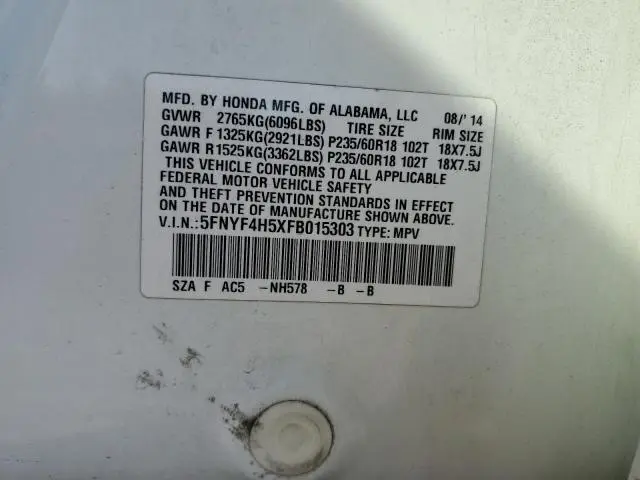 MFD. BY HONDA MFG. OF ALABAMA, LLC 08/'14
GVWR 2765KG(6096LBS) TIRE SIZE RIM SIZE
GAWR F 1325KG(2921LBS) P235/60R18 102T 18X7.5J
GAWR R 1525KG(3362LBS) P235/60R18 102T 18X7.5J
THIS VEHICLE CONFORMS TO ALL APPLICABLE
FEDERAL MOTOR VEHICLE SAFETY
AND THEFT PREVENTION STANDARDS IN EFFECT
ON THE DATE OF MANUFACTURE SHOWN ABOVE.
V.I.N.:5FNYF4H5XFB015303 TYPE: MPV
SZA F AC5 -NH578 -B -B